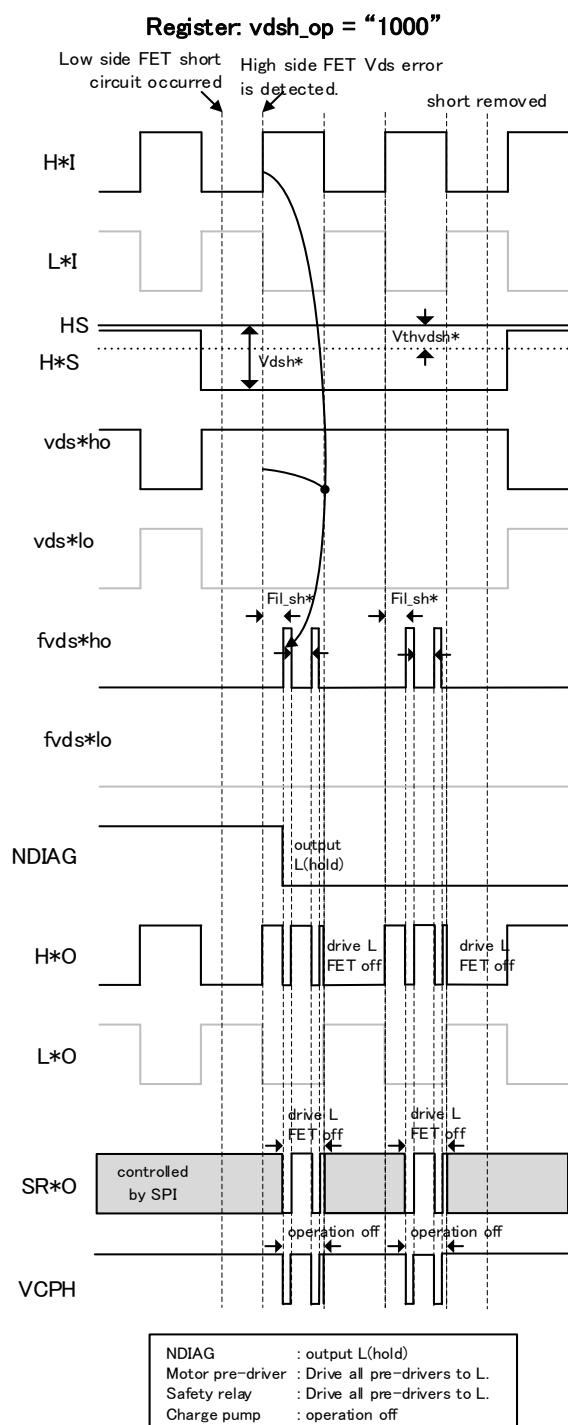 Register: vdsh_op = “1000”
Low side FET short
circuit occurred
High side FET Vds error
is detected.
short removed
H*I
L*I
HS
Vthvdsh*
H*S
Vdsh*
vds*ho
vds*lo
Fil_sh*
Fil_sh*
fvds*ho
fvds*lo
NDIAG
output
L(hold)
H*O
drive L
FET off
drive L
FET off
L*O
drive L
FET off
drive L
FET off
SR*O
controlled
by SPI
operation off
operation off
VCPH
NDIAG : output L(hold)
Motor pre-driver : Drive all pre-drivers to L.
Safety relay : Drive all pre-drivers to L.
Charge pump : operation off